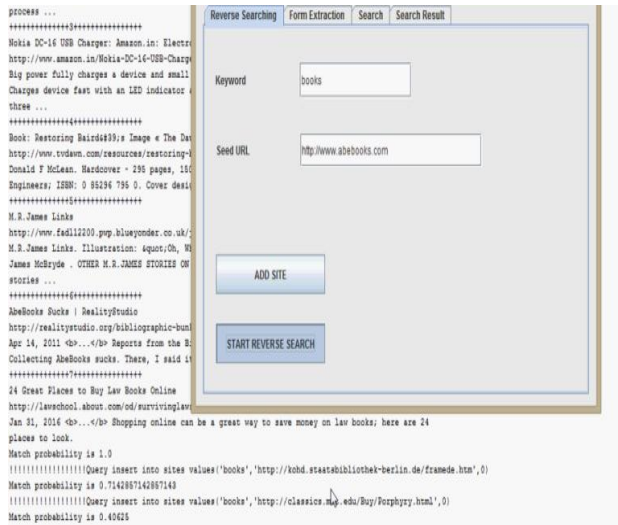 process ...
+++++++++++++++3++++++++++++++++
Nokia DC-16 USB Charger: Amazon.in: Electro
http://www.amazon.in/Nokia-DC-16-USB-Charge
Big power fully charges a device and small
Charges device fast with an LED indicator a
three ...
+++++++++++++++4++++++++++++++++
Book: Restoring Baird&#39;s Image « The Daw
http://www.tvdawn.com/resources/restoring-b
Donald F McLean. Hardcover - 295 pages, 150
Engineers; ISBN: 0 85296 795 0. Cover desig
+++++++++++++++5++++++++++++++++
M.R.James Links
http://www.fadl12200.pwp.blueyonder.co.uk/j
M.R.James Links. Illustration: &quot;Oh, Wh
James McBryde . OTHER M.R.JAMES STORIES ON
stories ...
+++++++++++++++6++++++++++++++++
AbeBooks Sucks | RealityStudio
http://realitystudio.org/bibliographic-bunk
Apr 14, 2011 <b>...</b> Reports from the Bi
Collecting AbeBooks sucks. There, I said it
+++++++++++++++7++++++++++++++++
24 Great Places to Buy Law Books Online
http://lawschool.about.com/od/survivinglaws
Jan 31, 2016 <b>...</b> Shopping online can be a great way to save money on law books; here are 24
places to look.
Match probability is 1.0
!!!!!!!!!!!!!!!!!!!Query insert into sites values('books','http://kohd.staatsbibliothek-berlin.de/framede.htm',0)
Match probability is 0.7142857142857143
!!!!!!!!!!!!!!!!!!!Query insert into sites values('books','http://classics. .edu/Buy/Porphyry.html',0)
Match probability is 0.40625
Reverse Searching Form Extraction Search Search Result
Keyword books
Seed URL http://www.abebooks.com
ADD SITE
START REVERSE SEARCH